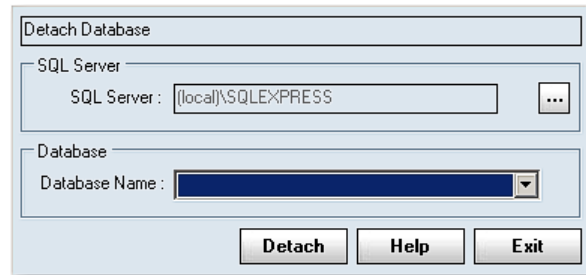 Detach Database
SQL Server
SQL Server : (local)\SQLEXPRESS ...
Database
Database Name :
Detach Help Exit